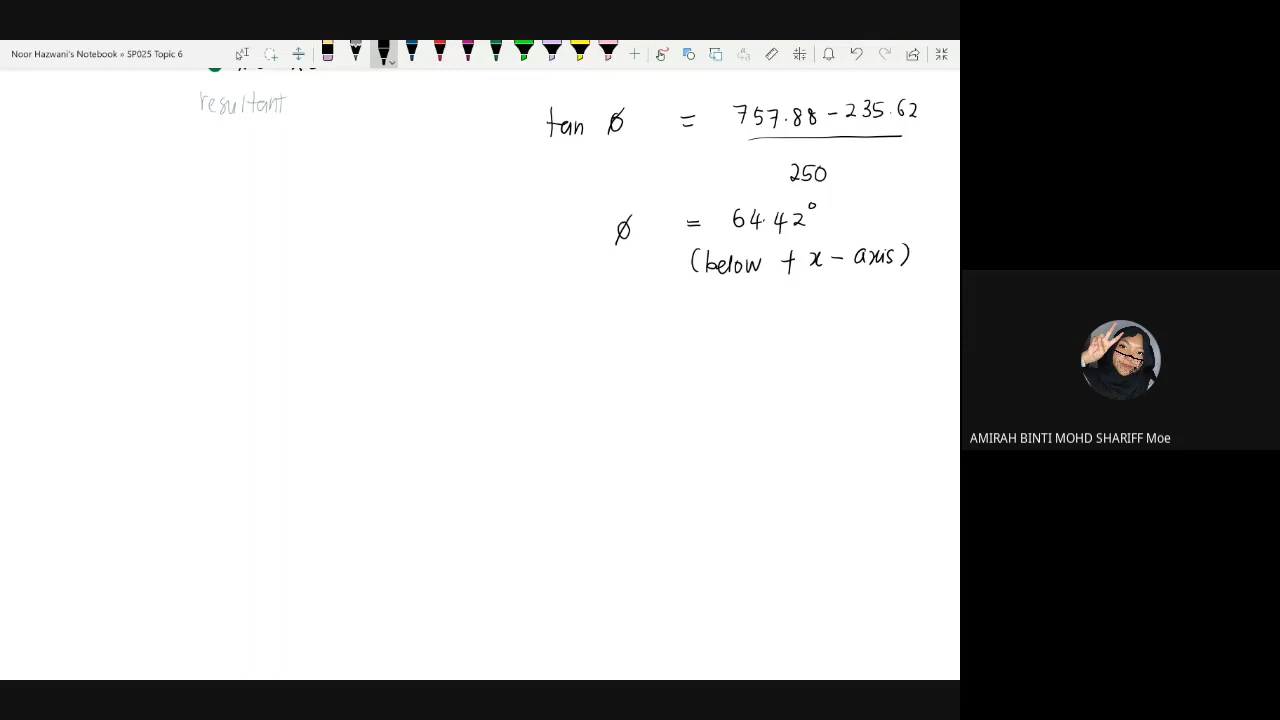 Noor Hazwani's Notebook » SP025 Topic 6
resultant
tan ø = 757.88 - 235.62
250
ø = 64.42°
(below + x - axis)
AMIRAH BINTI MOHD SHARIFF Moe